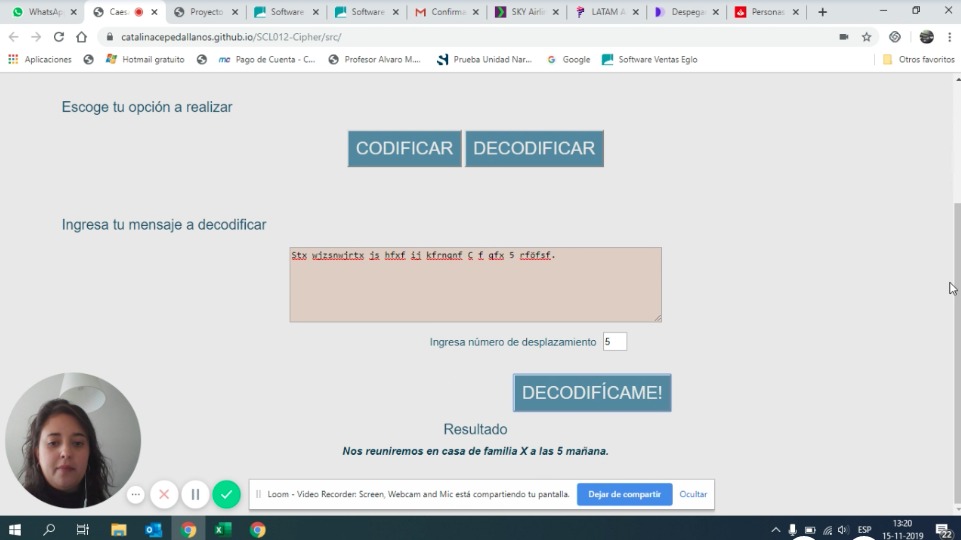 WhatsAp
Caes
Proyecto
Software
Software
Confirma
SKY Airlin
LATAM A
Despega
Personas
catalinacepedallanos.github.io/SCL012-Cipher/src/
Aplicaciones
Hotmail gratuito
Pago de Cuenta - C...
Profesor Alvaro M....
Prueba Unidad Nar...
Google
Software Ventas Eglo
Otros favoritos
Escoge tu opción a realizar
CODIFICAR
DECODIFICAR
Ingresa tu mensaje a decodificar
Stx wjzsnwjrtx js hfxf ij kfrnqnf C f qfx 5 rföfsf.
Ingresa número de desplazamiento 5
DECODIFÍCAME!
Resultado
Nos reuniremos en casa de familia X a las 5 mañana.
Loom - Video Recorder: Screen, Webcam and Mic está compartiendo tu pantalla.
Dejar de compartir
Ocultar
ESP
13:20
15-11-2019
22